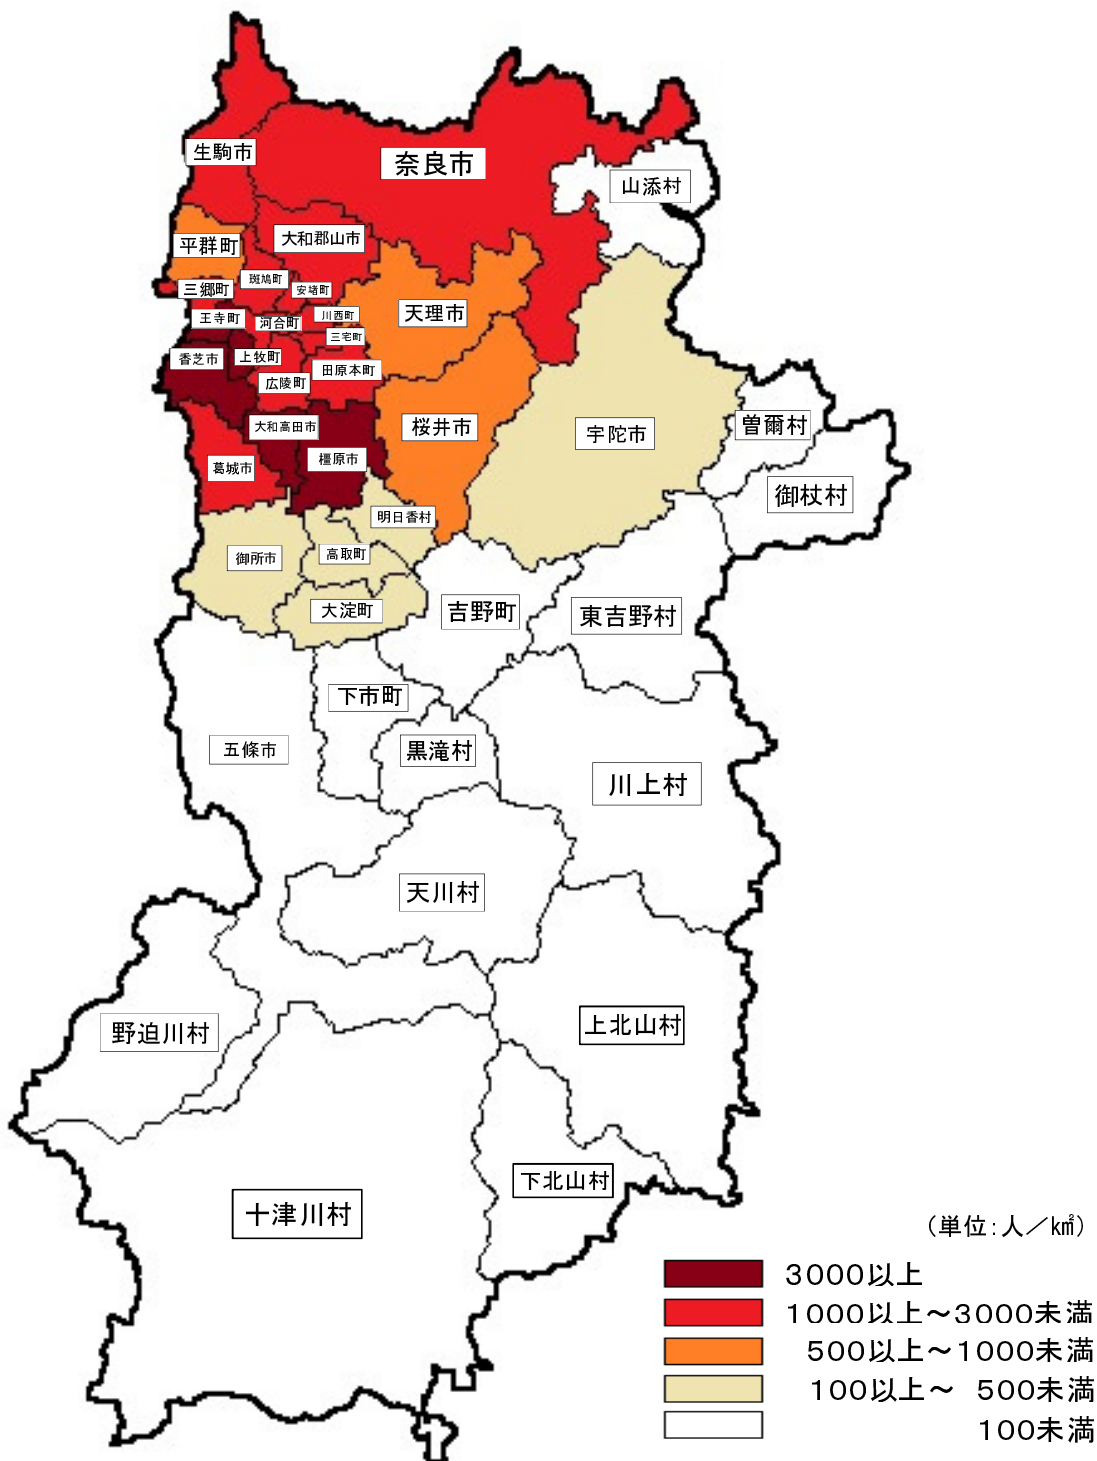 生駒市
奈良市
山添村
平群町
大和郡山市
三郷町
斑鳩町
安堵町
天理市
王寺町
河合町
川西町
三宅町
香芝市
上牧町
田原本町
広陵町
大和高田市
桜井市
宇陀市
曽爾村
葛城市
橿原市
御杖村
明日香村
御所市
高取町
大淀町
吉野町
東吉野村
下市町
五條市
黒滝村
川上村
天川村
野迫川村
上北山村
下北山村
十津川村
（単位：人／㎢）
3000以上
1000以上～3000未満
500以上～1000未満
100以上～ 500未満
100未満